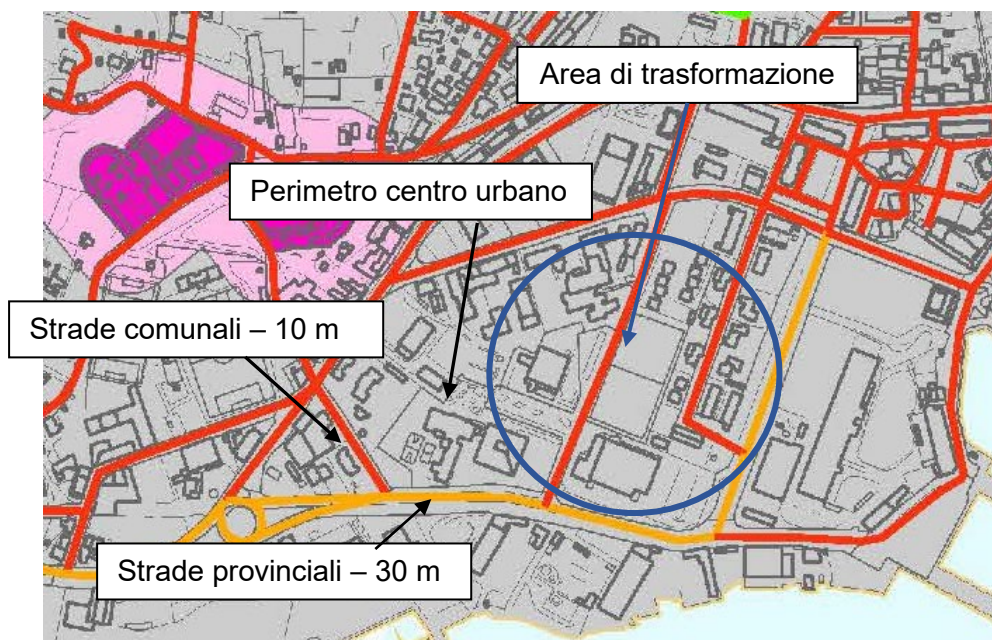 Area di trasformazione
Perimetro centro urbano
Strade comunali – 10 m
Strade provinciali – 30 m